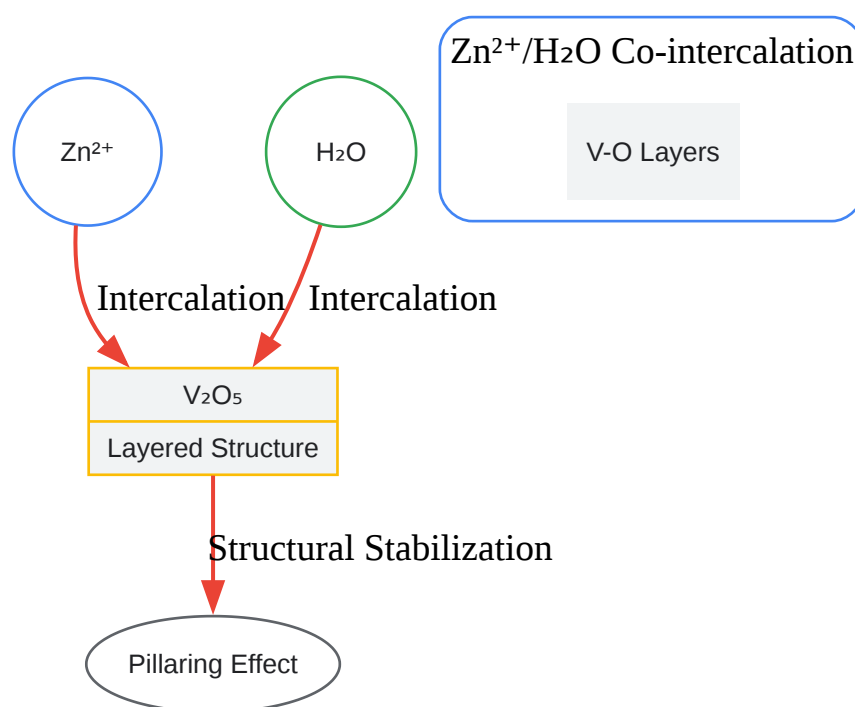 Zn²⁺/H₂O Co-intercalation
Zn²⁺
H₂O
V-O Layers
Intercalation
Intercalation
V₂O₅
Layered Structure
Structural Stabilization
Pillaring Effect